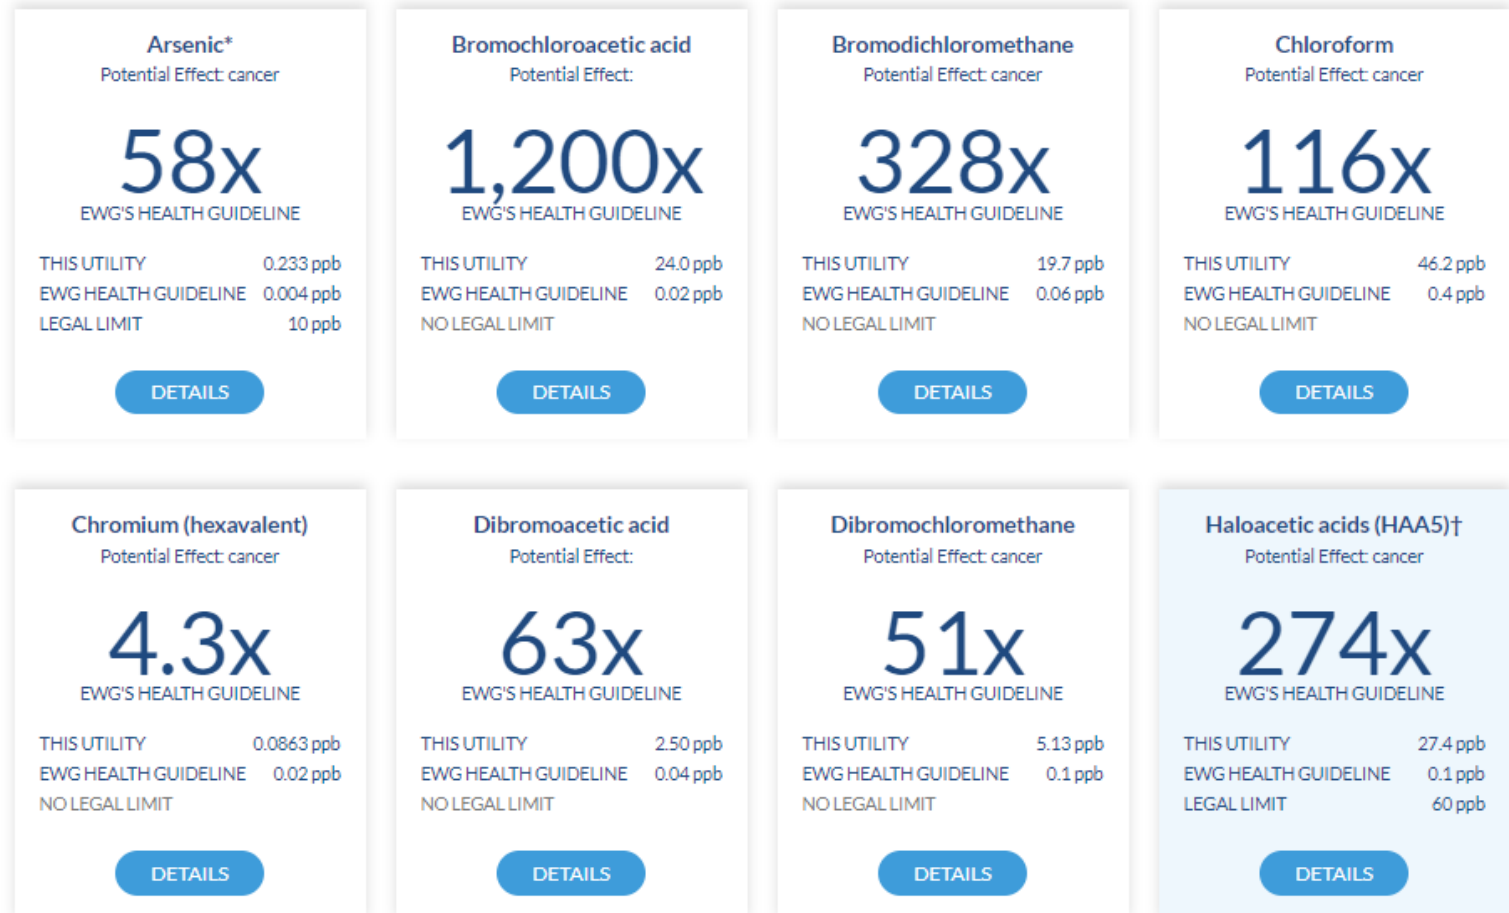 Arsenic*
Potential Effect: cancer
58x
EWG'S HEALTH GUIDELINE
THIS UTILITY 0.233 ppb
EWG HEALTH GUIDELINE 0.004 ppb
LEGAL LIMIT 10 ppb
DETAILS
Bromochloroacetic acid
Potential Effect:
1,200x
EWG'S HEALTH GUIDELINE
THIS UTILITY 24.0 ppb
EWG HEALTH GUIDELINE 0.02 ppb
NO LEGAL LIMIT
DETAILS
Bromodichloromethane
Potential Effect: cancer
328x
EWG'S HEALTH GUIDELINE
THIS UTILITY 19.7 ppb
EWG HEALTH GUIDELINE 0.06 ppb
NO LEGAL LIMIT
DETAILS
Chloroform
Potential Effect: cancer
116x
EWG'S HEALTH GUIDELINE
THIS UTILITY 46.2 ppb
EWG HEALTH GUIDELINE 0.4 ppb
NO LEGAL LIMIT
DETAILS
Chromium (hexavalent)
Potential Effect: cancer
4.3x
EWG'S HEALTH GUIDELINE
THIS UTILITY 0.0863 ppb
EWG HEALTH GUIDELINE 0.02 ppb
NO LEGAL LIMIT
DETAILS
Dibromoacetic acid
Potential Effect:
63x
EWG'S HEALTH GUIDELINE
THIS UTILITY 2.50 ppb
EWG HEALTH GUIDELINE 0.04 ppb
NO LEGAL LIMIT
DETAILS
Dibromochloromethane
Potential Effect: cancer
51x
EWG'S HEALTH GUIDELINE
THIS UTILITY 5.13 ppb
EWG HEALTH GUIDELINE 0.1 ppb
NO LEGAL LIMIT
DETAILS
Haloacetic acids (HAA5)†
Potential Effect: cancer
274x
EWG'S HEALTH GUIDELINE
THIS UTILITY 27.4 ppb
EWG HEALTH GUIDELINE 0.1 ppb
LEGAL LIMIT 60 ppb
DETAILS